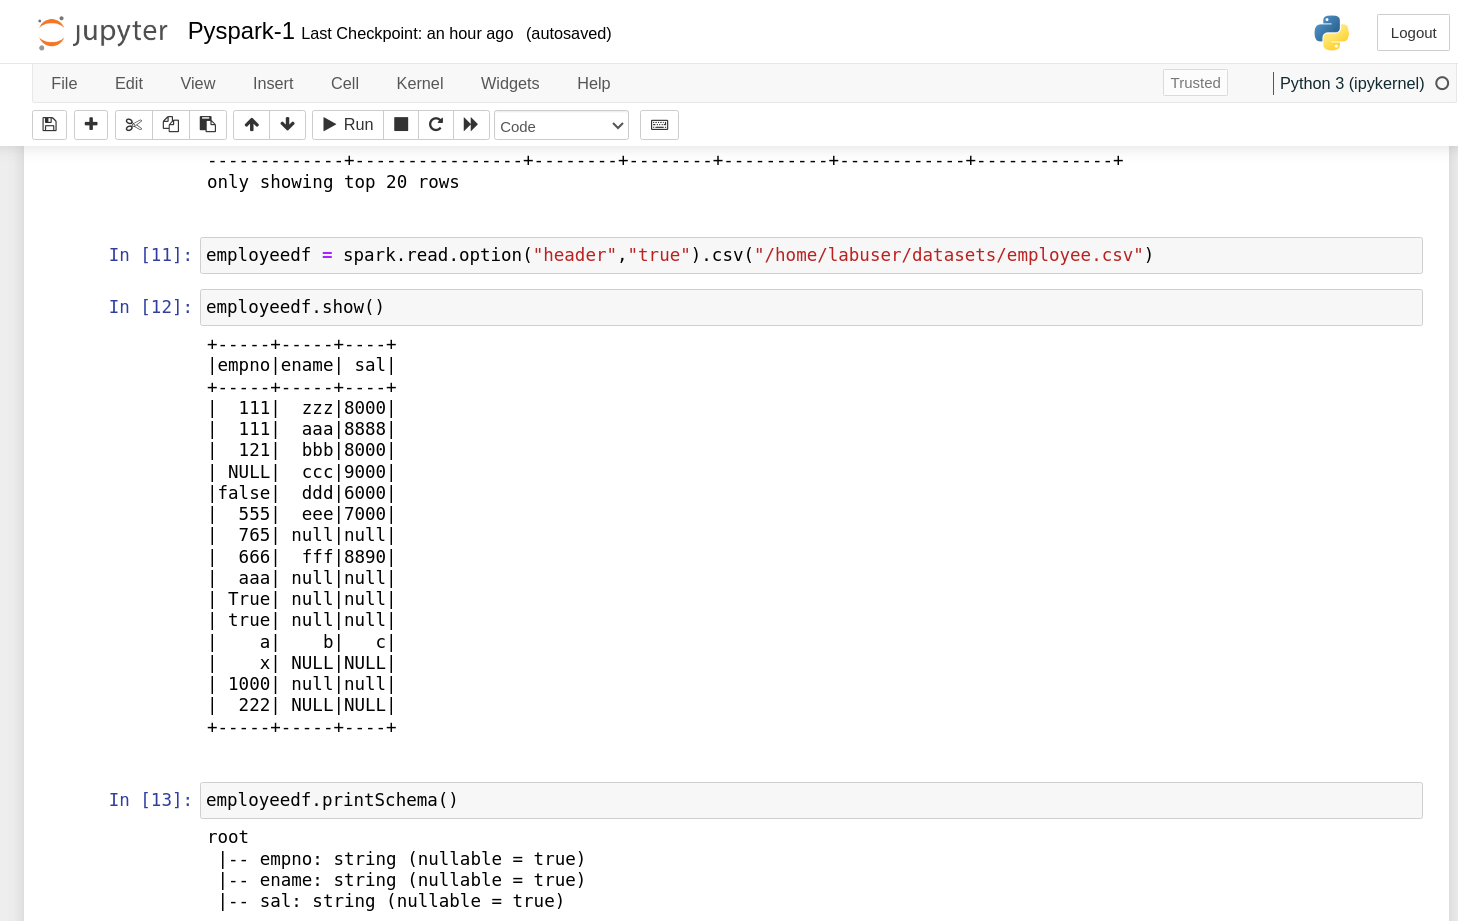 jupyter Pyspark-1 Last Checkpoint: an hour ago (autosaved) Logout
File Edit View Insert Cell Kernel Widgets Help Trusted Python 3 (ipykernel)
Run Code
-------------+----------------+--------+--------+----------+------------+-------------+
only showing top 20 rows
In [11]: employeedf = spark.read.option("header","true").csv("/home/labuser/datasets/employee.csv")
In [12]: employeedf.show()
+-----+-----+----+
|empno|ename| sal|
+-----+-----+----+
|  111|  zzz|8000|
|  111|  aaa|8888|
|  121|  bbb|8000|
| NULL|  ccc|9000|
|false|  ddd|6000|
|  555|  eee|7000|
|  765| null|null|
|  666|  fff|8890|
|  aaa| null|null|
| True| null|null|
| true| null|null|
|    a|    b|   c|
|    x| NULL|NULL|
| 1000| null|null|
|  222| NULL|NULL|
+-----+-----+----+
In [13]: employeedf.printSchema()
root
 |-- empno: string (nullable = true)
 |-- ename: string (nullable = true)
 |-- sal: string (nullable = true)